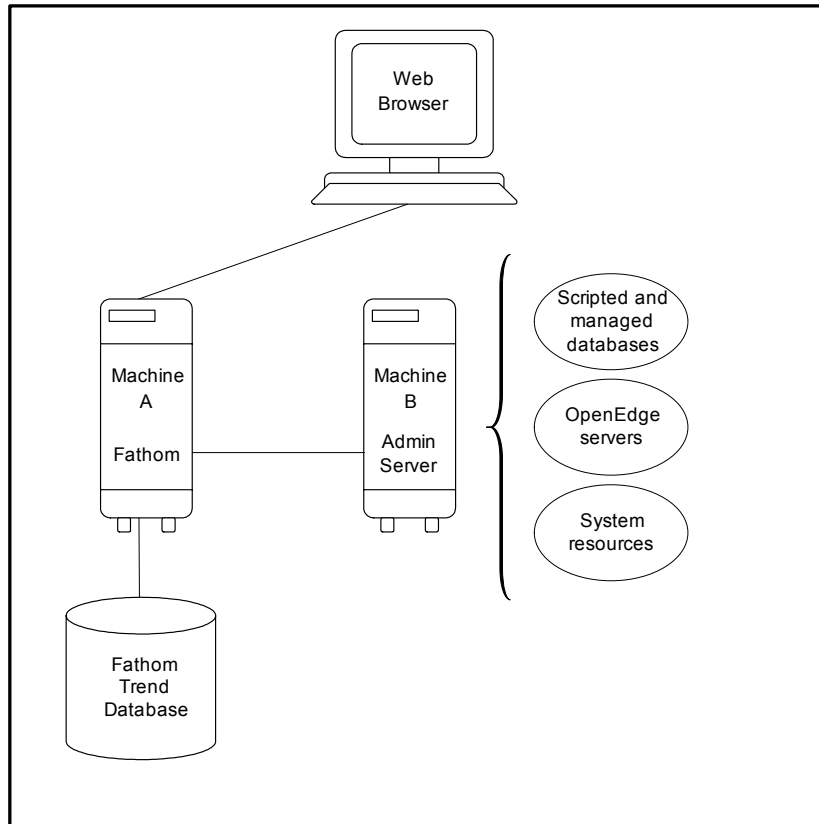 Web
Browser
Machine
A
Fathom
Machine
B
Admin
Server
Scripted and
managed
databases
OpenEdge
servers
System
resources
Fathom
Trend
Database